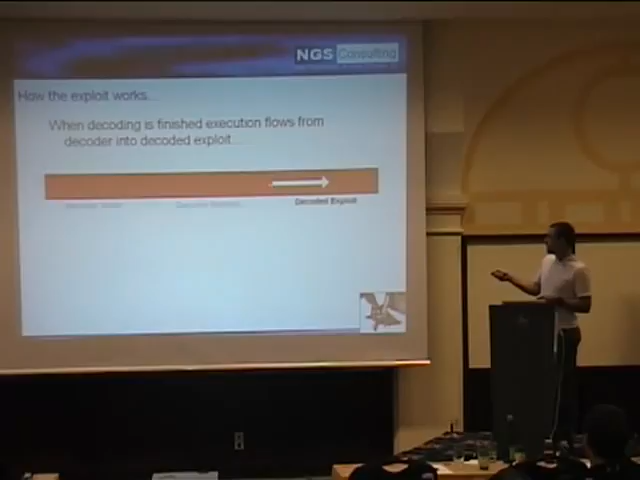 NGS Consulting
How the exploit works...
When decoding is finished execution flows from
decoder into decoded exploit....
Decoded Exploit